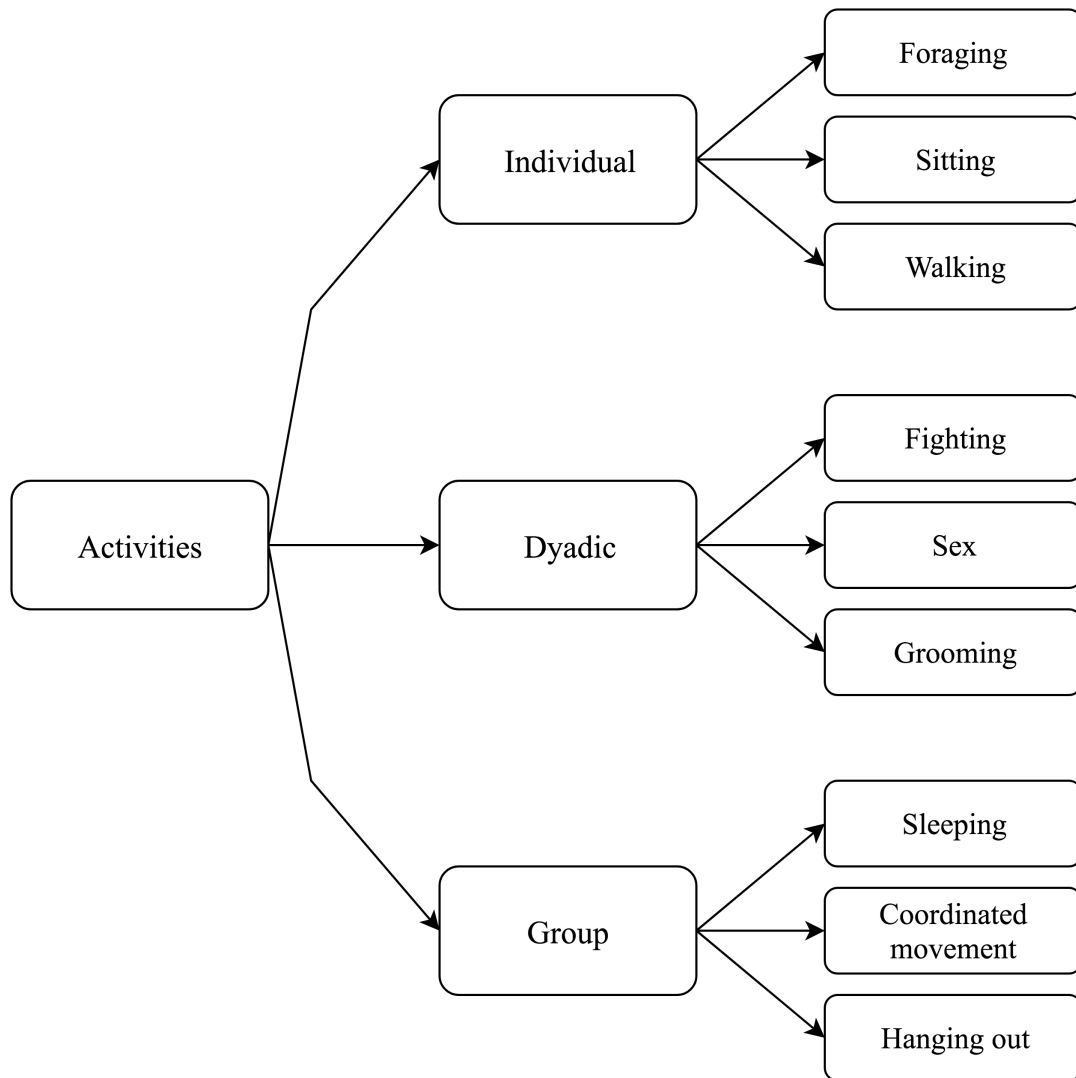 Activities
Individual
Foraging
Sitting
Walking
Dyadic
Fighting
Sex
Grooming
Group
Sleeping
Coordinated
movement
Hanging out